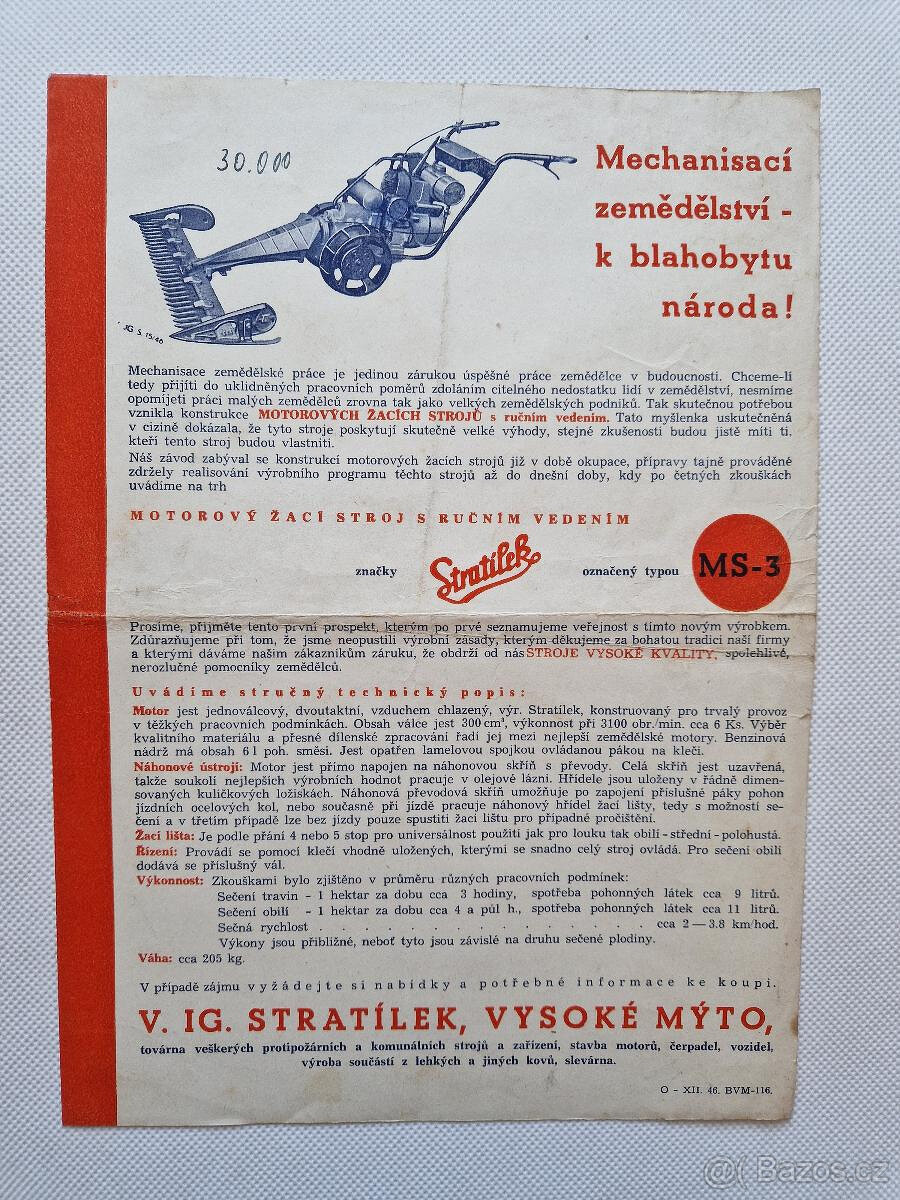 30.000
Mechanisací
zemědělství -
k blahobytu
národa!
JG S. 15/46
Mechanisace zemědělské práce je jedinou zárukou úspěšné práce zemědělce v budoucnosti. Chceme-li
tedy přijíti do uklidněných pracovních poměrů zdoláním citelného nedostatku lidí v zemědělství, nesmíme
opomíjeti práci malých zemědělců zrovna tak jako velkých zemědělských podniků. Tak skutečnou potřebou
vznikla konstrukce MOTOROVÝCH ŽACÍCH STROJŮ s ručním vedením. Tato myšlenka uskutečněná
v cizině dokázala, že tyto stroje poskytují skutečně velké výhody, stejné zkušenosti budou jistě míti ti,
kteří tento stroj budou vlastniti.
Náš závod zabýval se konstrukcí motorových žacích strojů již v době okupace, přípravy tajně prováděné
zdržely realisování výrobního programu těchto strojů až do dnešní doby, kdy po četných zkouškách
uvádíme na trh
MOTOROVÝ ŽACÍ STROJ S RUČNÍM VEDENÍM
značky Stratílek označený typou MS-3
Prosíme, přijměte tento první prospekt, kterým po prvé seznamujeme veřejnost s tímto novým výrobkem.
Zdůrazňujeme při tom, že jsme neopustili výrobní zásady, kterým děkujeme za bohatou tradici naší firmy
a kterými dáváme našim zákazníkům záruku, že obdrží od nás STROJE VYSOKÉ KVALITY, spolehlivé,
nerozlučné pomocníky zemědělců.
Uvádíme stručný technický popis:
Motor jest jednoválcový, dvoutaktní, vzduchem chlazený, výr. Stratílek, konstruovaný pro trvalý provoz
v těžkých pracovních podmínkách. Obsah válce jest 300 cm³, výkonnost při 3100 obr./min. cca 6 Ks. Výběr
kvalitního materiálu a přesné dílenské zpracování řadí jej mezi nejlepší zemědělské motory. Benzinová
nádrž má obsah 6 l poh. směsi. Jest opatřen lamelovou spojkou ovládanou pákou na kleči.
Náhonové ústrojí: Motor jest přímo napojen na náhonovou skříň s převody. Celá skříň jest uzavřená,
takže soukolí nejlepších výrobních hodnot pracuje v olejové lázni. Hřídele jsou uloženy v řádně dimen-
sovaných kuličkových ložiskách. Náhonová převodová skříň umožňuje po zapojení příslušné páky pohon
jízdních ocelových kol, nebo současně při jízdě pracuje náhonový hřídel žací lišty, tedy s možností se-
čení a v třetím případě lze bez jízdy pouze spustiti žací lištu pro případné pročištění.
Žací lišta: Je podle přání 4 nebo 5 stop pro universálnost použití jak pro louku tak obilí - střední - polohustá.
Řízení: Provádí se pomocí klečí vhodně uložených, kterými se snadno celý stroj ovládá. Pro sečení obilí
dodává se příslušný vál.
Výkonnost: Zkouškami bylo zjištěno v průměru různých pracovních podmínek:
Sečení travin - 1 hektar za dobu cca 3 hodiny, spotřeba pohonných látek cca 9 litrů.
Sečení obilí - 1 hektar za dobu cca 4 a půl h., spotřeba pohonných látek cca 11 litrů.
Sečná rychlost . . . . . . . . . . . . . . . . . cca 2 — 3.8 km/hod.
Výkony jsou přibližné, neboť tyto jsou závislé na druhu sečené plodiny.
Váha: cca 205 kg.
V případě zájmu vyžádejte si nabídky a potřebné informace ke koupi.
V. IG. STRATÍLEK, VYSOKÉ MÝTO,
továrna veškerých protipožárních a komunálních strojů a zařízení, stavba motorů, čerpadel, vozidel,
výroba součástí z lehkých a jiných kovů, slevárna.
O - XII. 46. BVM-116.
@( Bazos.cz